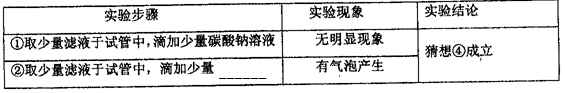 实验步骤 实验现象 实验结论
①取少量滤液于试管中，滴加少量碳酸钠溶液 无明显现象 猜想④成立
②取少量滤液于试管中，滴加少量 ______ 有气泡产生